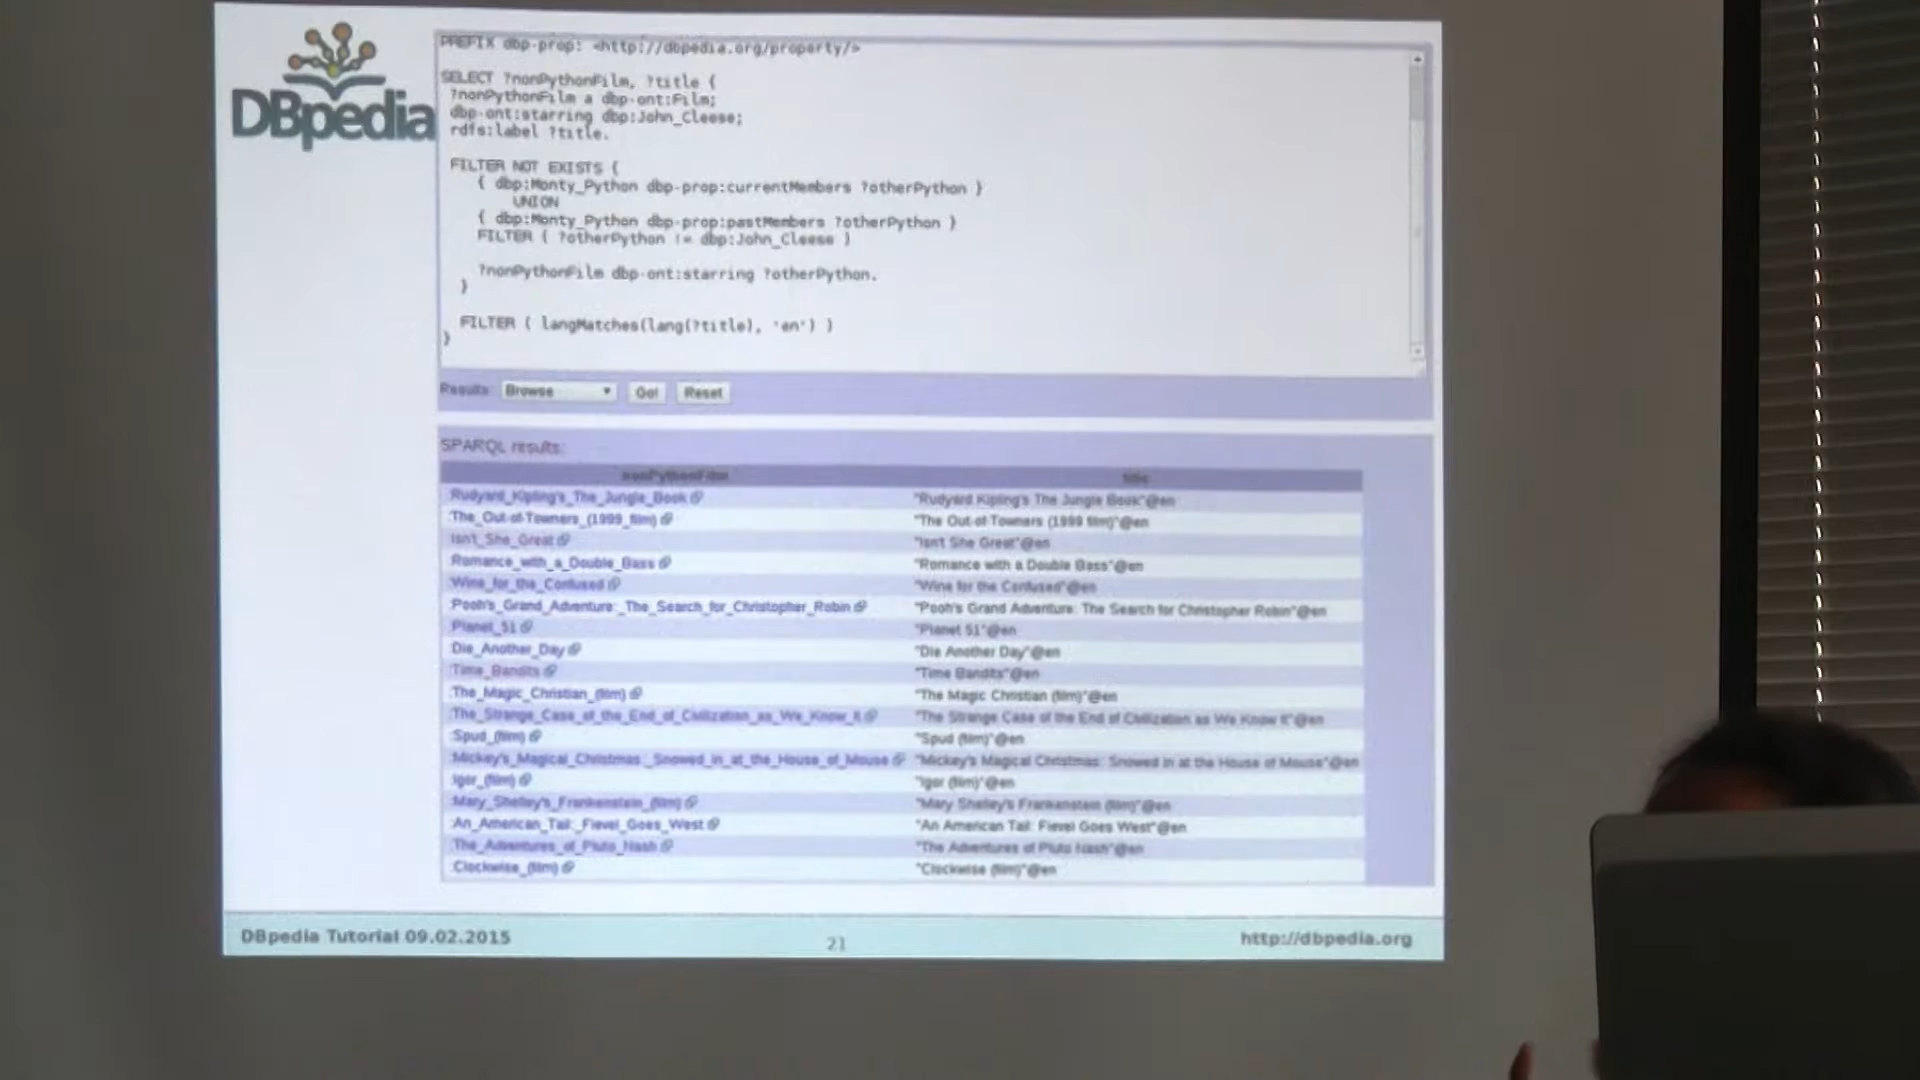 DBpedia
PREFIX dbp-prop: <http://dbpedia.org/property/>
SELECT ?nonPythonFilm, ?title {
?nonPythonFilm a dbp-ont:Film;
dbp-ont:starring dbp:John_Cleese;
rdfs:label ?title.
FILTER NOT EXISTS {
{ dbp:Monty_Python dbp-prop:currentMembers ?otherPython }
UNION
{ dbp:Monty_Python dbp-prop:pastMembers ?otherPython }
FILTER ( ?otherPython != dbp:John_Cleese )
?nonPythonFilm dbp-ont:starring ?otherPython.
}
FILTER ( langMatches(lang(?title), 'en') )
}
Results: Browse Go! Reset
SPARQL results:
nonPythonFilm title
:Rudyard_Kipling's_The_Jungle_Book "Rudyard Kipling's The Jungle Book"@en
:The_Out-of-Towners_(1999_film) "The Out-of-Towners (1999 film)"@en
:Isn't_She_Great "Isn't She Great"@en
:Romance_with_a_Double_Bass "Romance with a Double Bass"@en
:Wine_for_the_Confused "Wine for the Confused"@en
:Pooh's_Grand_Adventure:_The_Search_for_Christopher_Robin "Pooh's Grand Adventure: The Search for Christopher Robin"@en
:Planet_51 "Planet 51"@en
:Die_Another_Day "Die Another Day"@en
:Time_Bandits "Time Bandits"@en
:The_Magic_Christian_(film) "The Magic Christian (film)"@en
:The_Strange_Case_of_the_End_of_Civilization_as_We_Know_It "The Strange Case of the End of Civilization as We Know It"@en
:Spud_(film) "Spud (film)"@en
:Mickey's_Magical_Christmas:_Snowed_in_at_the_House_of_Mouse "Mickey's Magical Christmas: Snowed in at the House of Mouse"@en
:Igor_(film) "Igor (film)"@en
:Mary_Shelley's_Frankenstein_(film) "Mary Shelley's Frankenstein (film)"@en
:An_American_Tail:_Fievel_Goes_West "An American Tail: Fievel Goes West"@en
:The_Adventures_of_Pluto_Nash "The Adventures of Pluto Nash"@en
:Clockwise_(film) "Clockwise (film)"@en
DBpedia Tutorial 09.02.2015 21 http://dbpedia.org